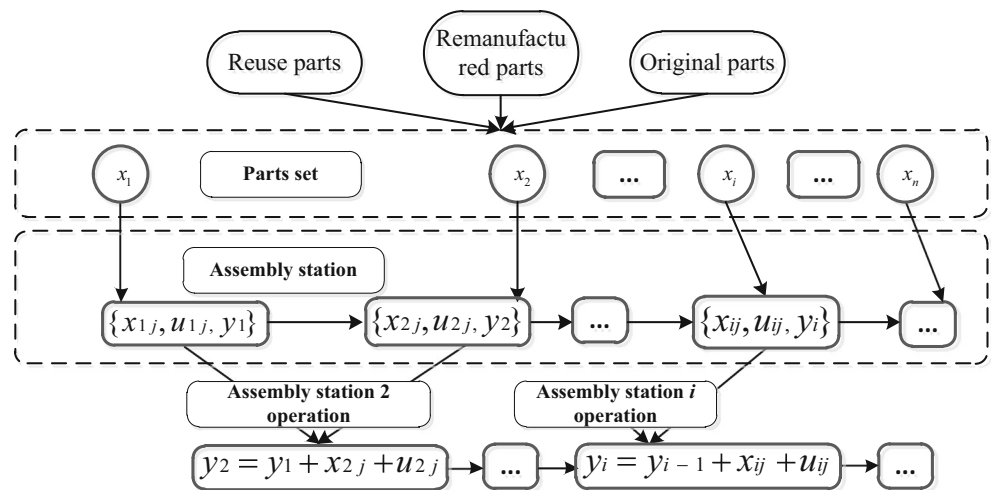 Reuse parts
Remanufactu
red parts
Original parts
x1
Parts set
x2
...
xi
...
xn
Assembly station
{x1j, u1j, y1}
{x2j, u2j, y2}
...
{xij, uij, yi}
...
Assembly station 2
operation
Assembly station i
operation
y2 = y1 + x2j + u2j
...
yi = yi − 1 + xij + uij
...